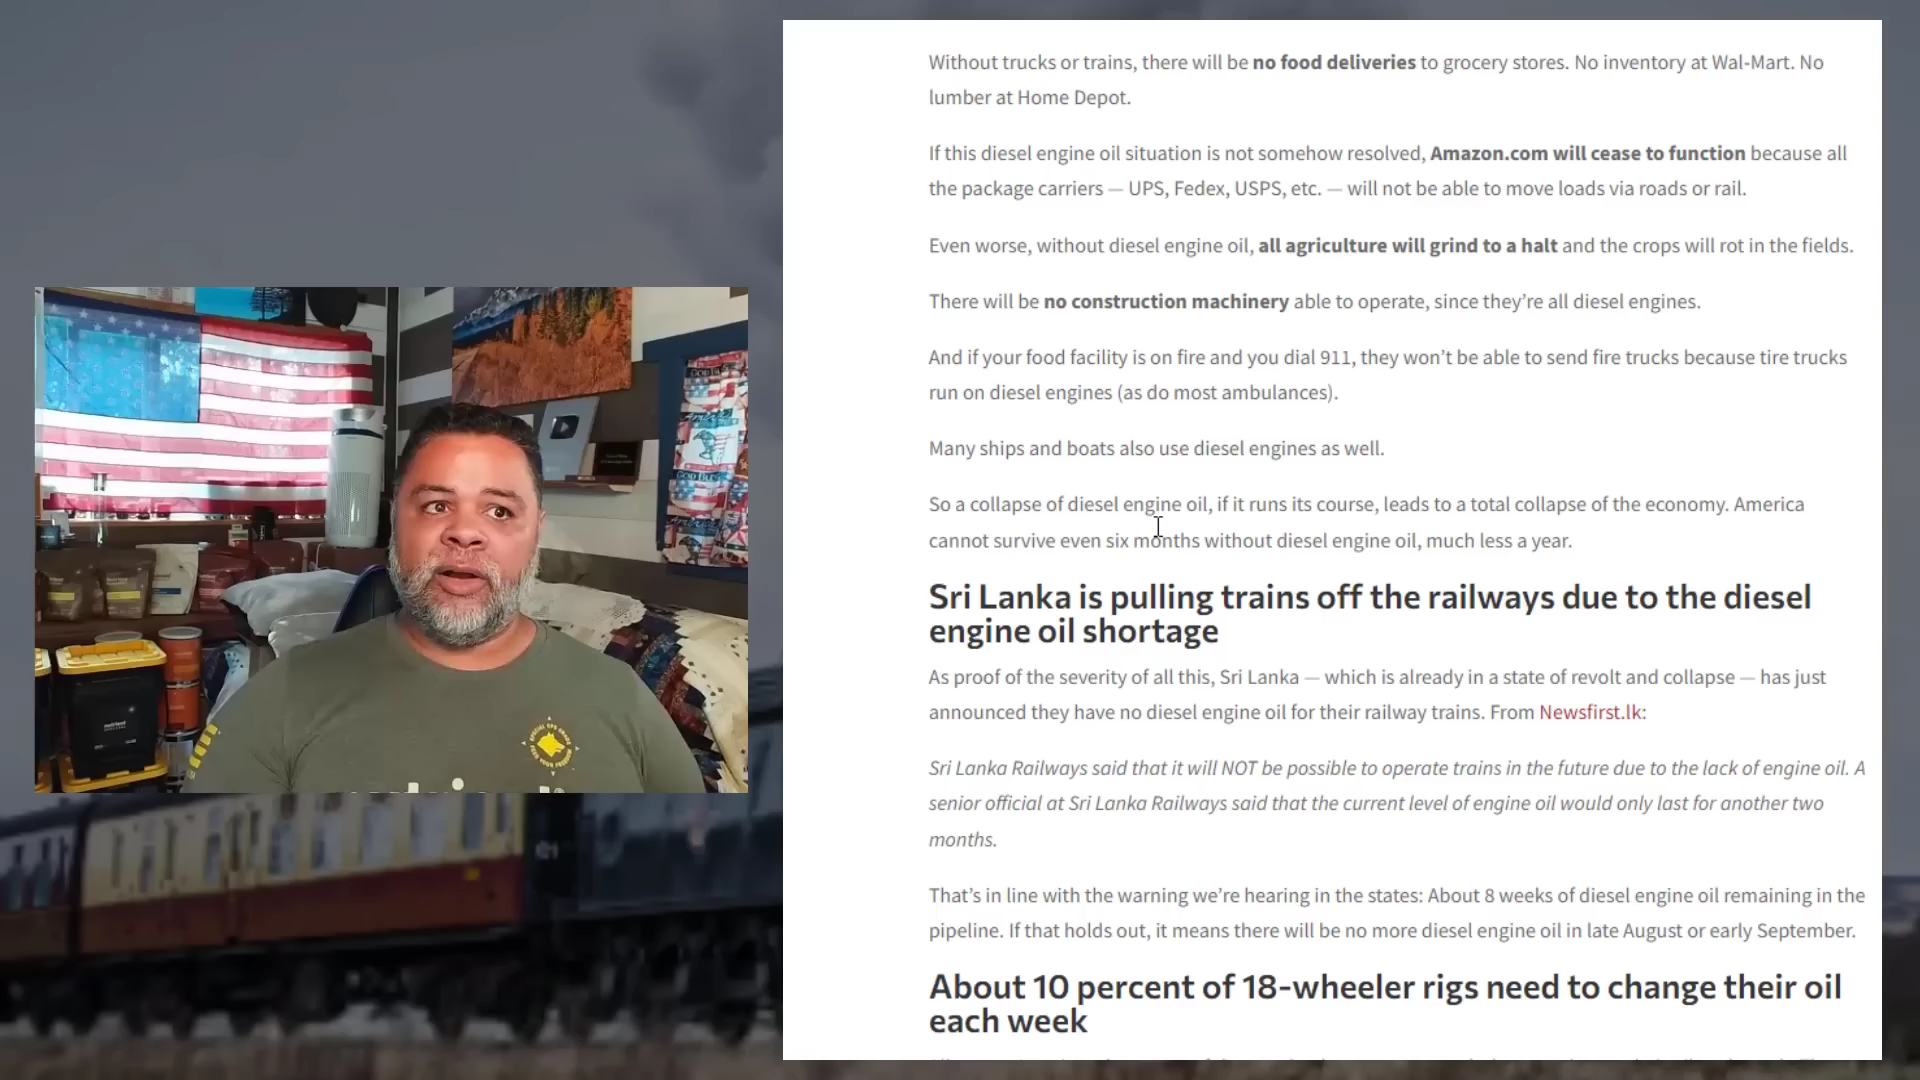 Without trucks or trains, there will be no food deliveries to grocery stores. No inventory at Wal-Mart. No
lumber at Home Depot.
If this diesel engine oil situation is not somehow resolved, Amazon.com will cease to function because all
the package carriers — UPS, Fedex, USPS, etc. — will not be able to move loads via roads or rail.
Even worse, without diesel engine oil, all agriculture will grind to a halt and the crops will rot in the fields.
There will be no construction machinery able to operate, since they’re all diesel engines.
And if your food facility is on fire and you dial 911, they won’t be able to send fire trucks because tire trucks
run on diesel engines (as do most ambulances).
Many ships and boats also use diesel engines as well.
So a collapse of diesel engine oil, if it runs its course, leads to a total collapse of the economy. America
cannot survive even six months without diesel engine oil, much less a year.
Sri Lanka is pulling trains off the railways due to the diesel
engine oil shortage
As proof of the severity of all this, Sri Lanka — which is already in a state of revolt and collapse — has just
announced they have no diesel engine oil for their railway trains. From Newsfirst.lk:
Sri Lanka Railways said that it will NOT be possible to operate trains in the future due to the lack of engine oil. A
senior official at Sri Lanka Railways said that the current level of engine oil would only last for another two
months.
That’s in line with the warning we’re hearing in the states: About 8 weeks of diesel engine oil remaining in the
pipeline. If that holds out, it means there will be no more diesel engine oil in late August or early September.
About 10 percent of 18-wheeler rigs need to change their oil
each week